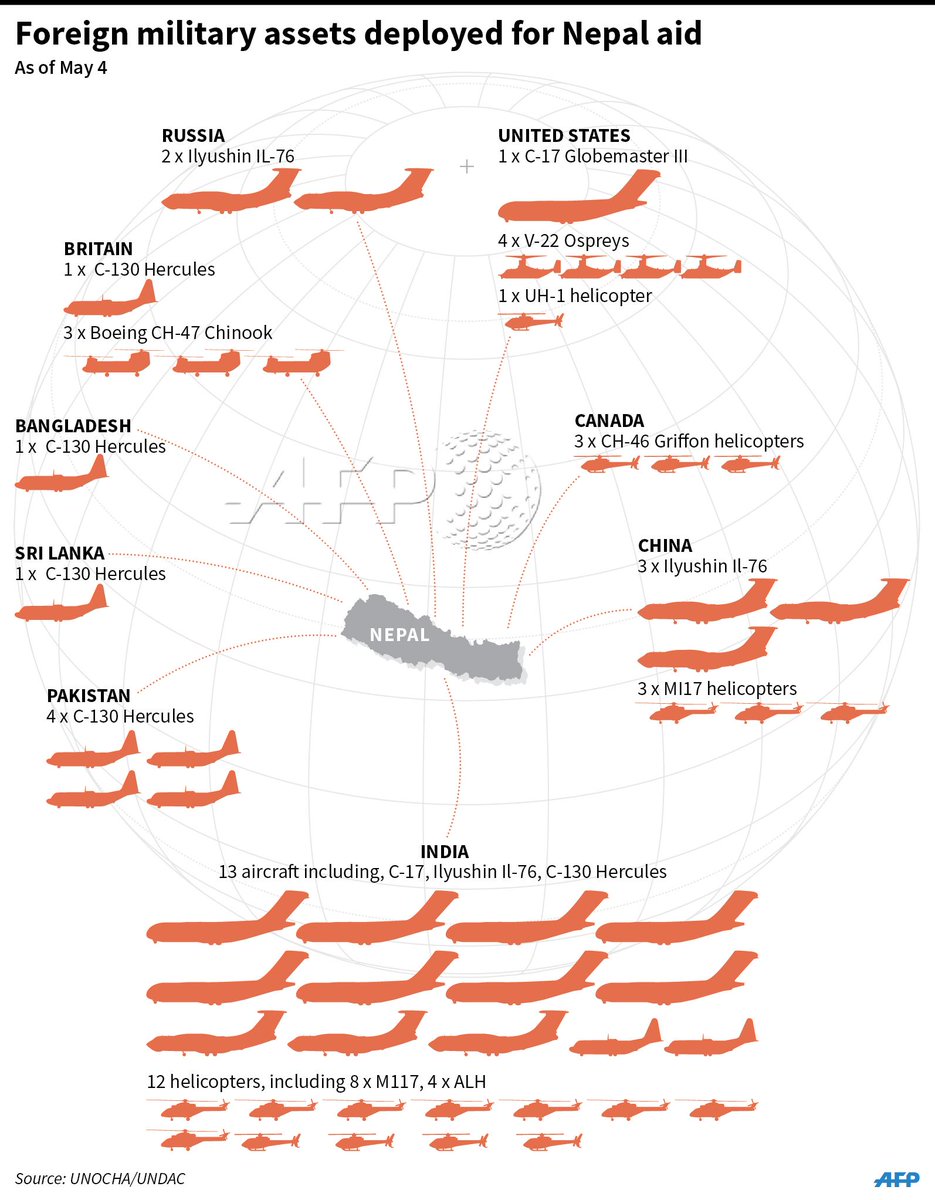 Foreign military assets deployed for Nepal aid
As of May 4
RUSSIA
2 x Ilyushin IL-76
UNITED STATES
1 x C-17 Globemaster III
4 x V-22 Ospreys
1 x UH-1 helicopter
BRITAIN
1 x C-130 Hercules
3 x Boeing CH-47 Chinook
BANGLADESH
1 x C-130 Hercules
CANADA
3 x CH-46 Griffon helicopters
AFP
SRI LANKA
1 x C-130 Hercules
CHINA
3 x Ilyushin Il-76
3 x MI17 helicopters
NEPAL
PAKISTAN
4 x C-130 Hercules
INDIA
13 aircraft including, C-17, Ilyushin Il-76, C-130 Hercules
12 helicopters, including 8 x M117, 4 x ALH
Source: UNOCHA/UNDAC
AFP